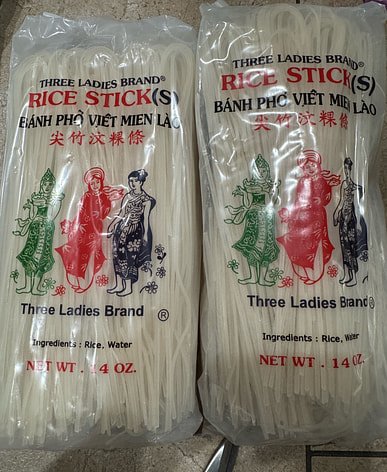 THREE LADIES BRAND®
RICE STICK(S)
BÁNH PHỞ VIỆT MIEN LÀO
尖竹汶粿條
Three Ladies Brand ®
Ingredients : Rice, Water
NET WT. 14 OZ.
THREE LADIES BRAND®
RICE STICK(S)
BÁNH PHỞ VIỆT MIEN LÀO
尖竹汶粿條
Three Ladies Brand ®
Ingredients : Rice, Water
NET WT. 14 OZ.